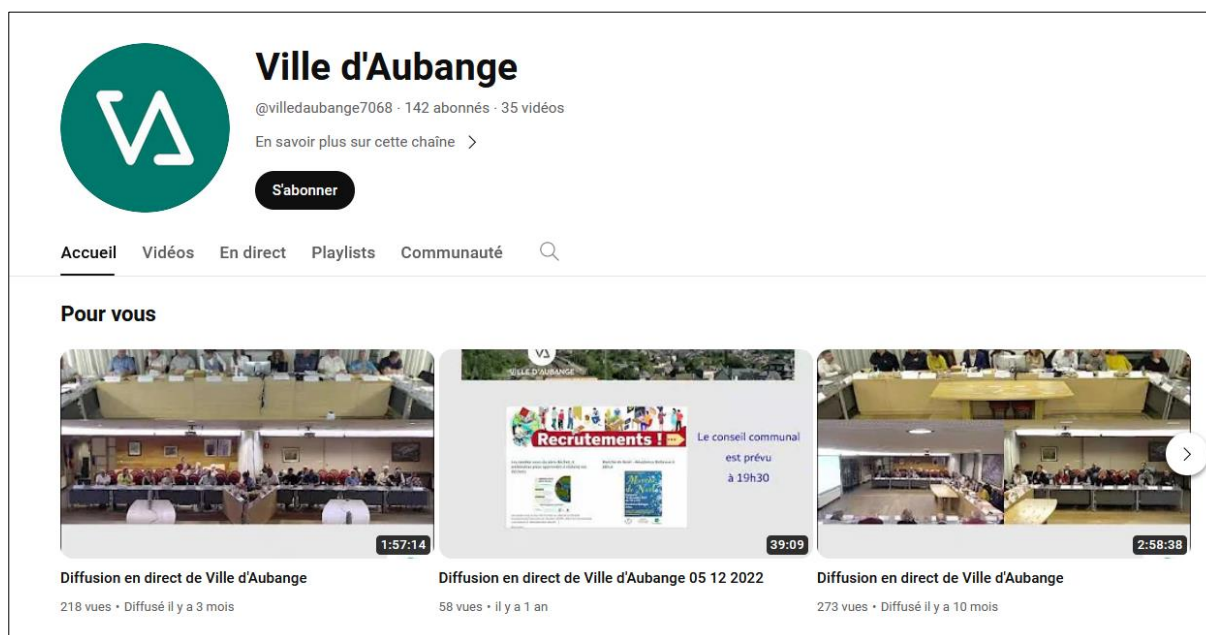 Ville d'Aubange
@villedaubange7068 · 142 abonnés · 35 vidéos
En savoir plus sur cette chaîne
S'abonner
Accueil Vidéos En direct Playlists Communauté
Pour vous
VILLE D'AUBANGE
Recrutements !
Le conseil communal
est prévu
à 19h30
Marché
de Noël
1:57:14
39:09
2:58:38
Diffusion en direct de Ville d'Aubange
218 vues • Diffusé il y a 3 mois
Diffusion en direct de Ville d'Aubange 05 12 2022
58 vues • il y a 1 an
Diffusion en direct de Ville d'Aubange
273 vues • Diffusé il y a 10 mois